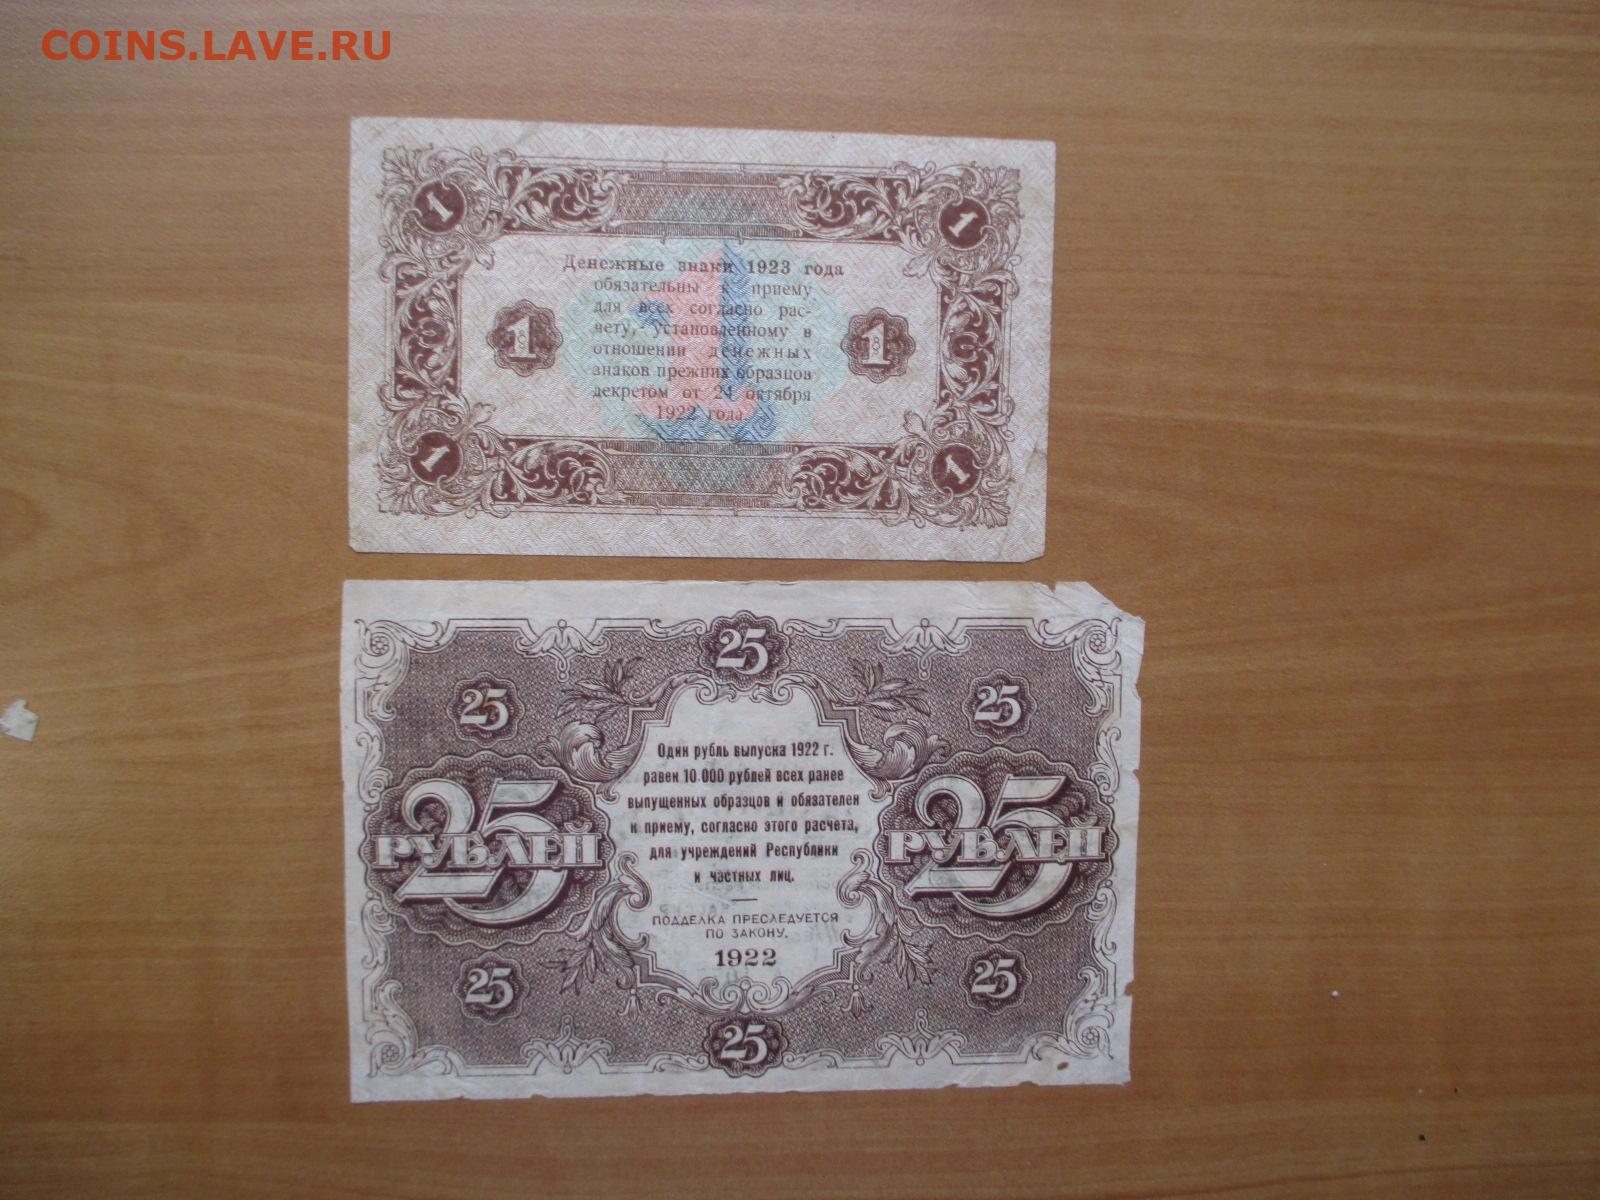 COINS.LAVE.RU
1 1
Денежные знаки 1923 года
обязательны к приему
для всех согласно рас-
чету, установленному в
отношении денежных
знаков прежних образцов
декретом от 24 октября
1922 года
1 1
1
1 1
25
25 25
Один рубль выпуска 1922 г.
равен 10.000 рублей всех ранее
выпущенных образцов и обязателен
к приему, согласно этого расчета,
для учреждений Республики
и частных лиц.
25 РУБЛЕЙ 25 РУБЛЕЙ
ПОДДЕЛКА ПРЕСЛЕДУЕТСЯ
ПО ЗАКОНУ.
1922
25 25
25